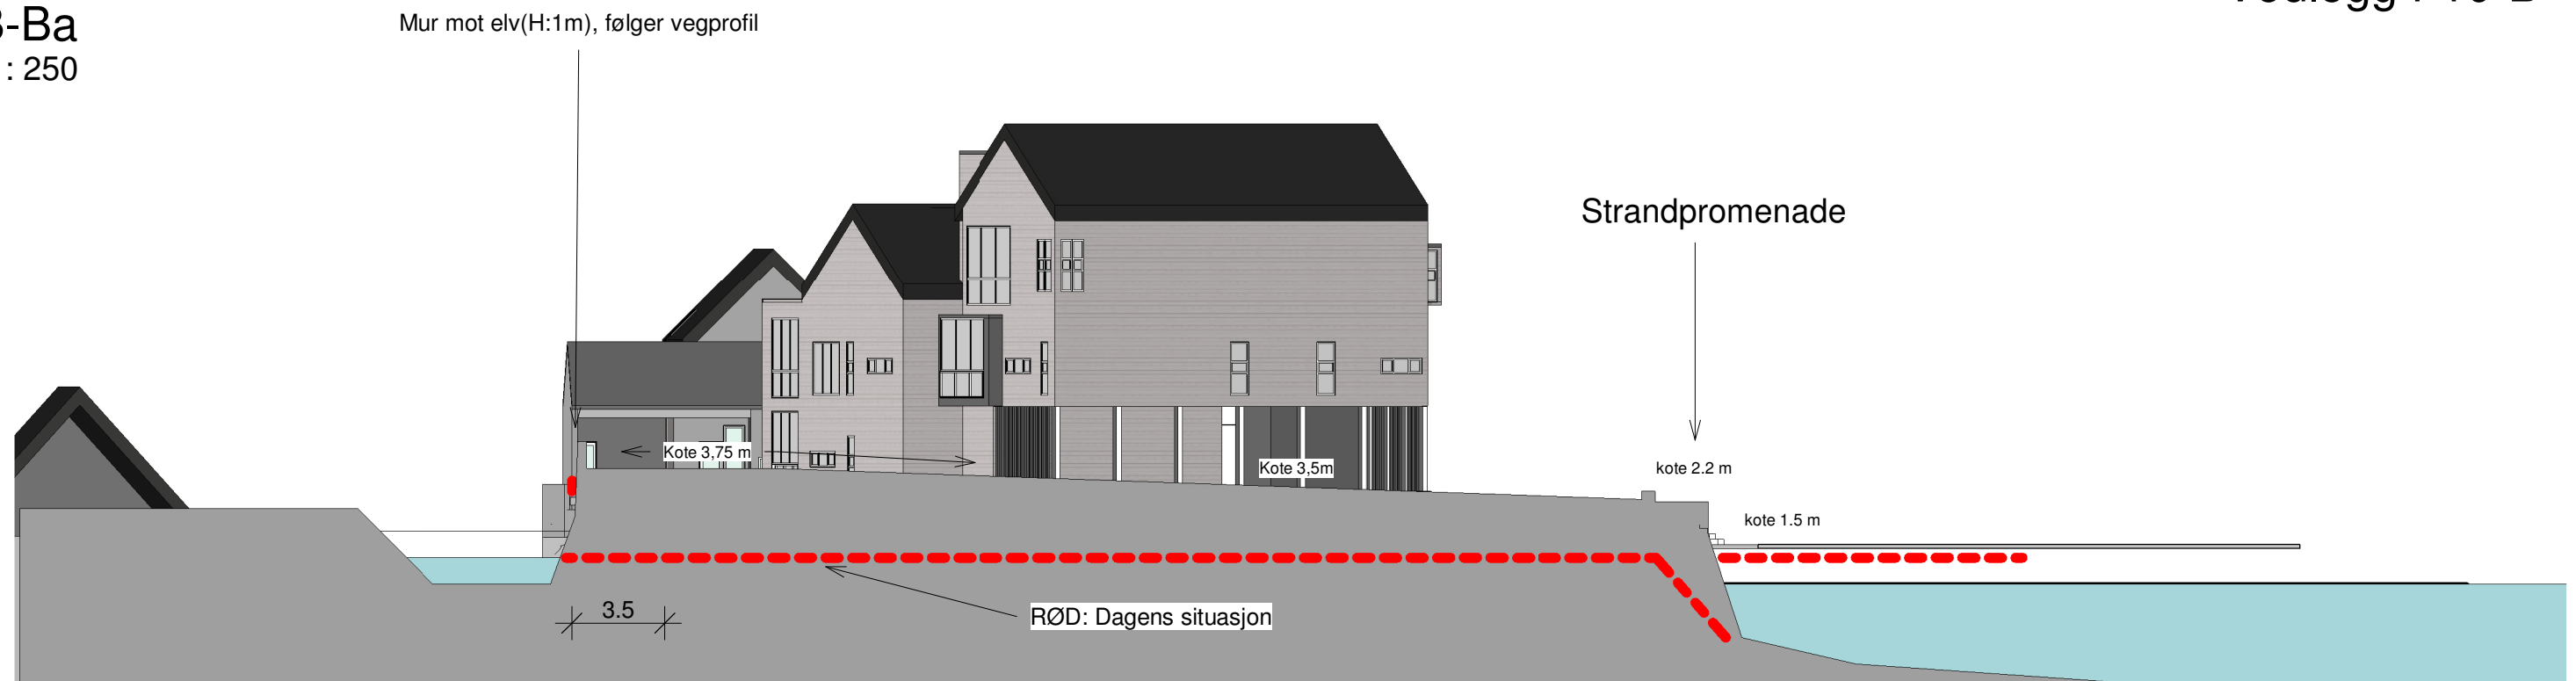 -Ba
: 250
Mur mot elv(H:1m), følger vegprofil
Strandpromenade
Kote 3,75 m
Kote 3,5m
kote 2.2 m
kote 1.5 m
3.5
RØD: Dagens situasjon